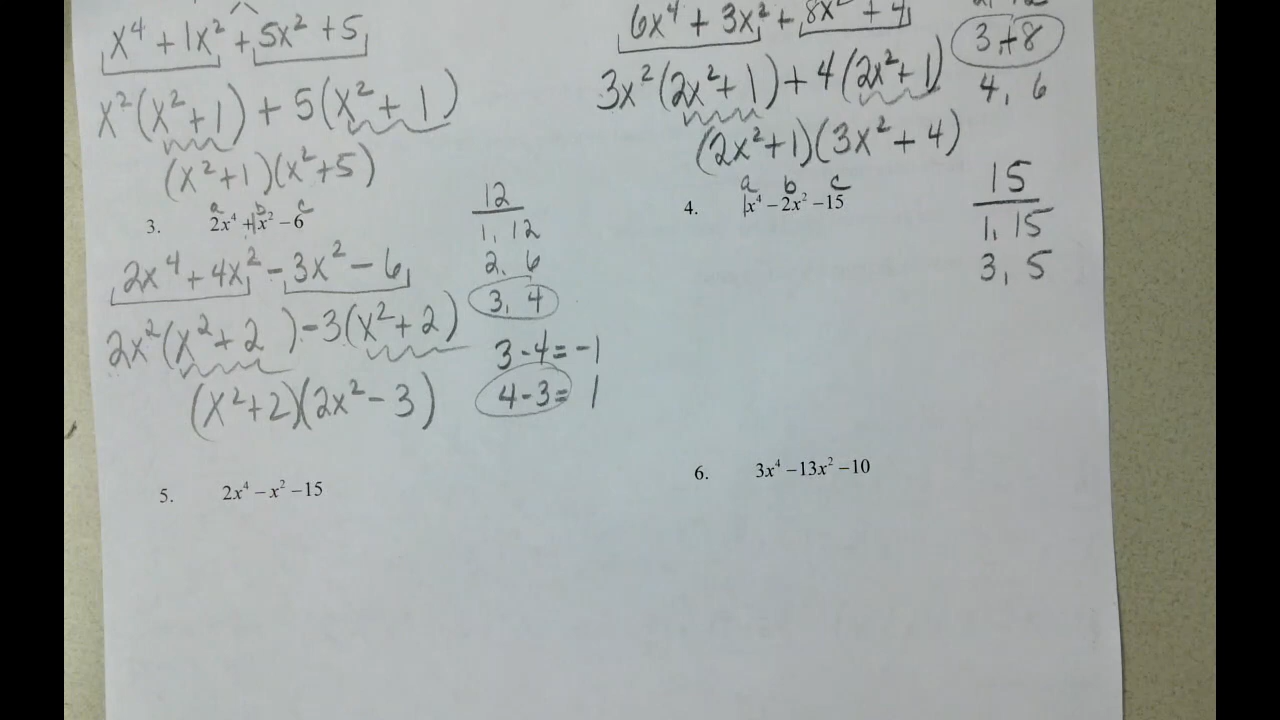 x⁴ + 1x² + 5x² + 5
x²(x² + 1) + 5(x² + 1)
(x² + 1)(x² + 5)
6x⁴ + 3x² + 8x² + 4
3x²(2x² + 1) + 4(2x² + 1)
(2x² + 1)(3x² + 4)
3 + 8
4, 6
a b c
3. 2x⁴ + 1x² – 6
2x⁴ + 4x² – 3x² – 6
2x²(x² + 2 ) – 3(x² + 2)
(x² + 2)(2x² – 3)
12
1, 12
2, 6
3, 4
3 – 4 = –1
4 – 3 = 1
a b c
4. 1x⁴ – 2x² – 15
15
1, 15
3, 5
5. 2x⁴ – x² – 15
6. 3x⁴ – 13x² – 10